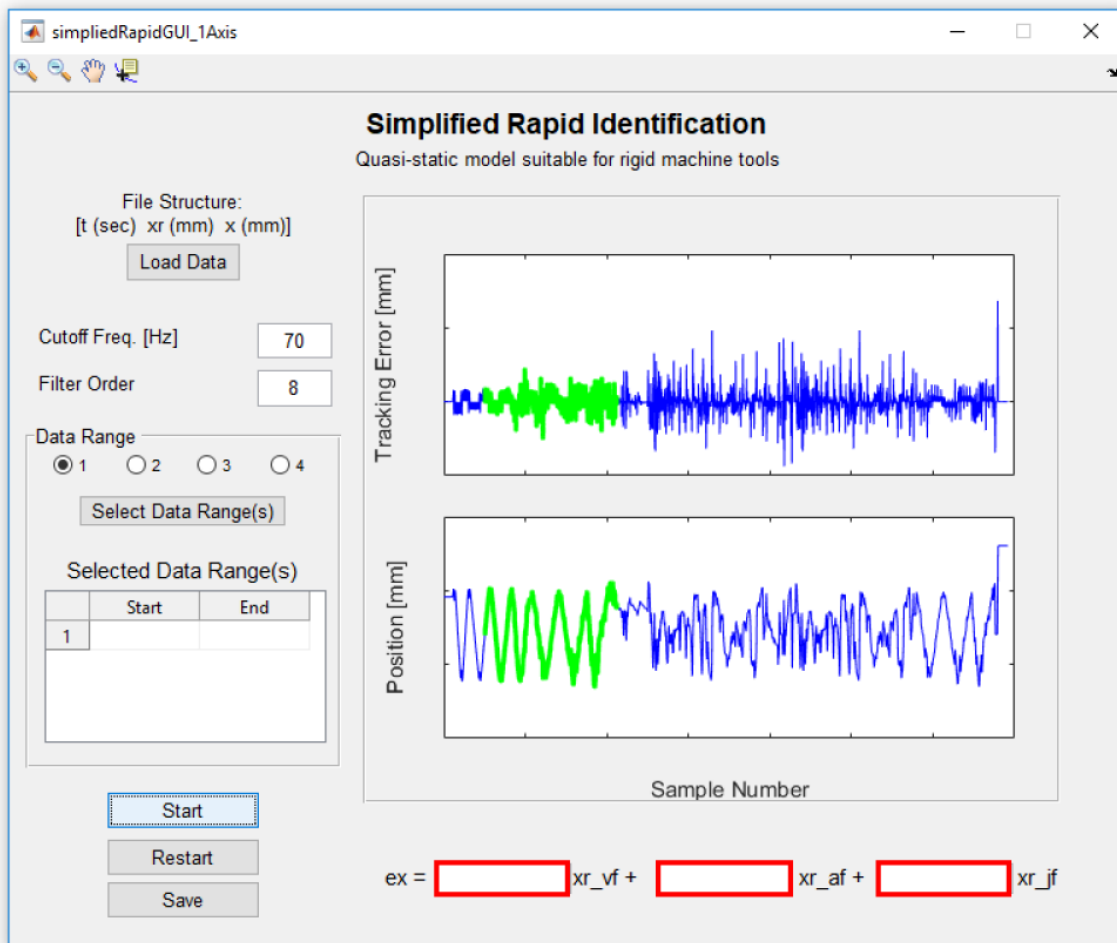 simpliedRapidGUI_1Axis
Simplified Rapid Identification
Quasi-static model suitable for rigid machine tools
File Structure:
[t (sec) xr (mm) x (mm)]
Load Data
Cutoff Freq. [Hz] 70
Filter Order 8
Data Range
1 2 3 4
Select Data Range(s)
Selected Data Range(s)
Start End
1
Start
Restart
Save
Tracking Error [mm]
Position [mm]
Sample Number
ex = xr_vf + xr_af + xr_jf